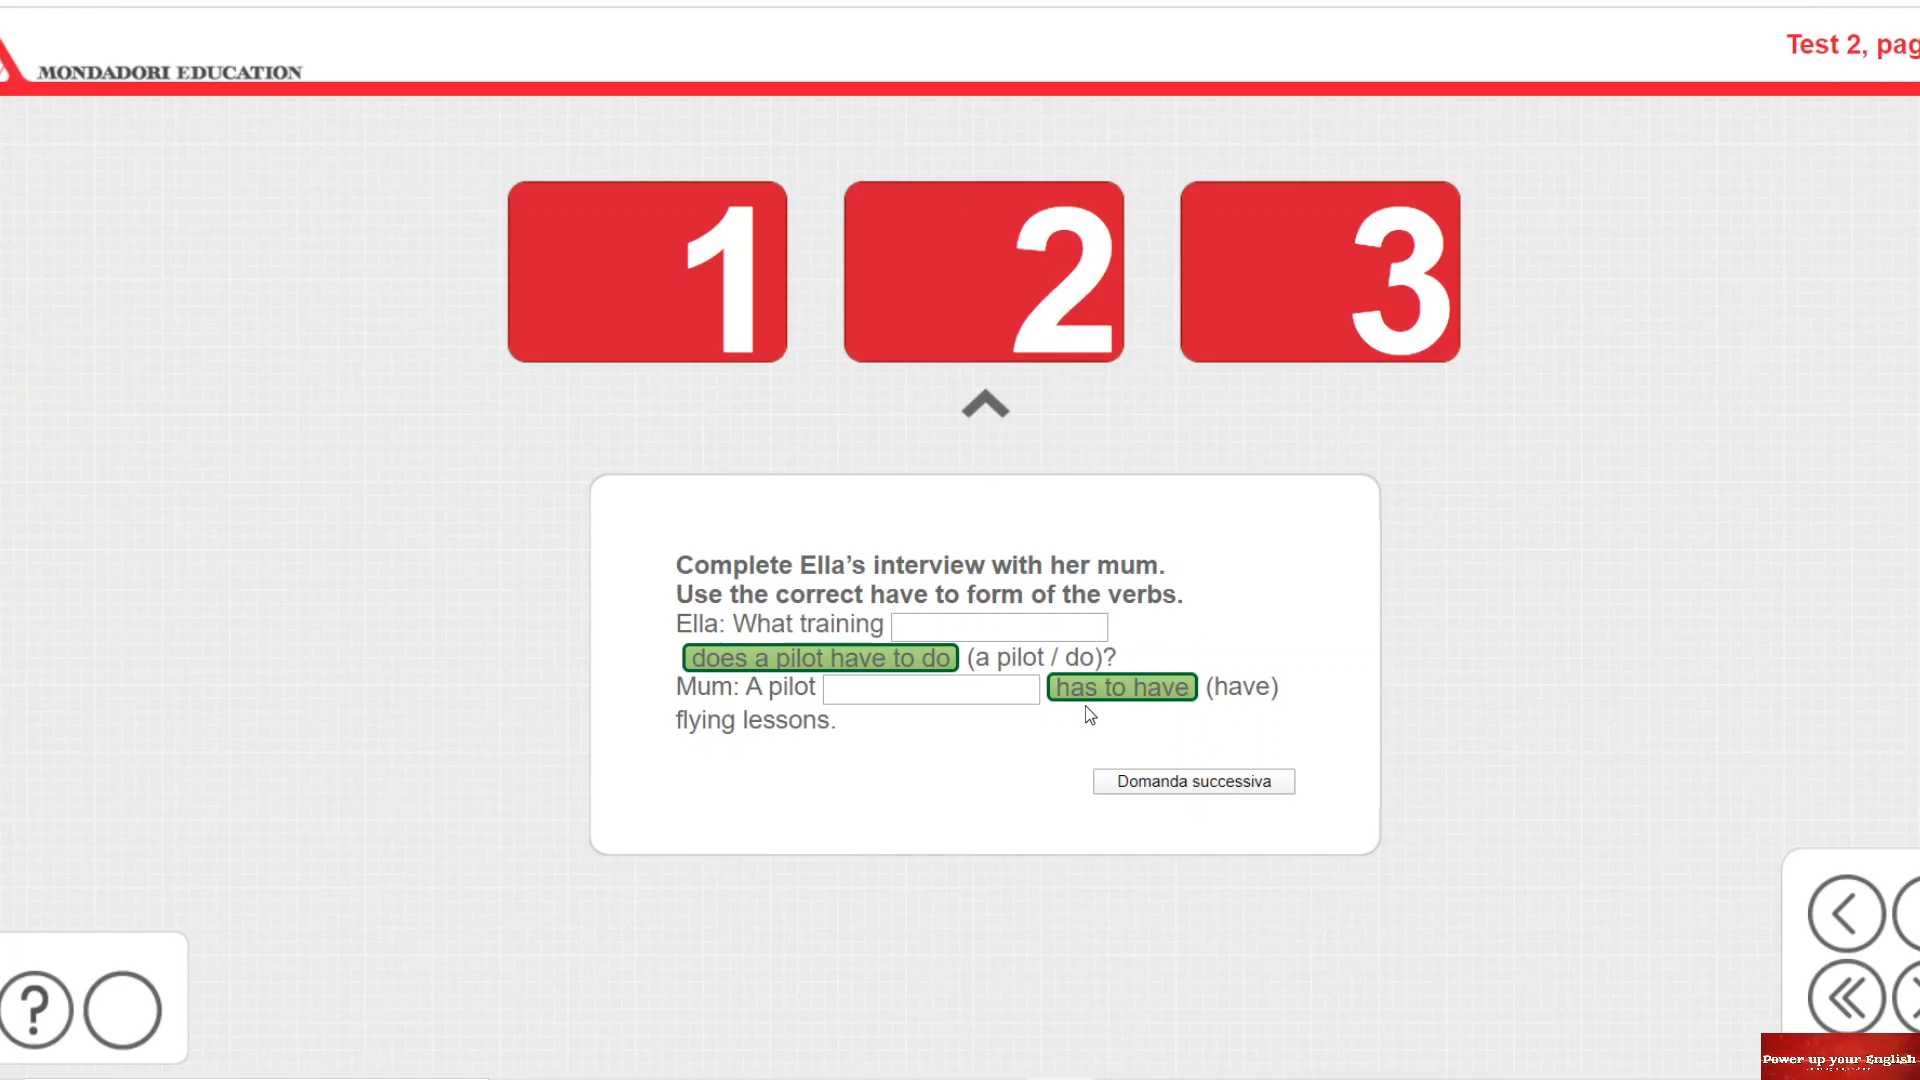 MONDADORI EDUCATION
Test 2, pag
1 2 3
Complete Ella’s interview with her mum.
Use the correct have to form of the verbs.
Ella: What training
does a pilot have to do (a pilot / do)?
Mum: A pilot has to have (have)
flying lessons.
Domanda successiva
?
Power up your English